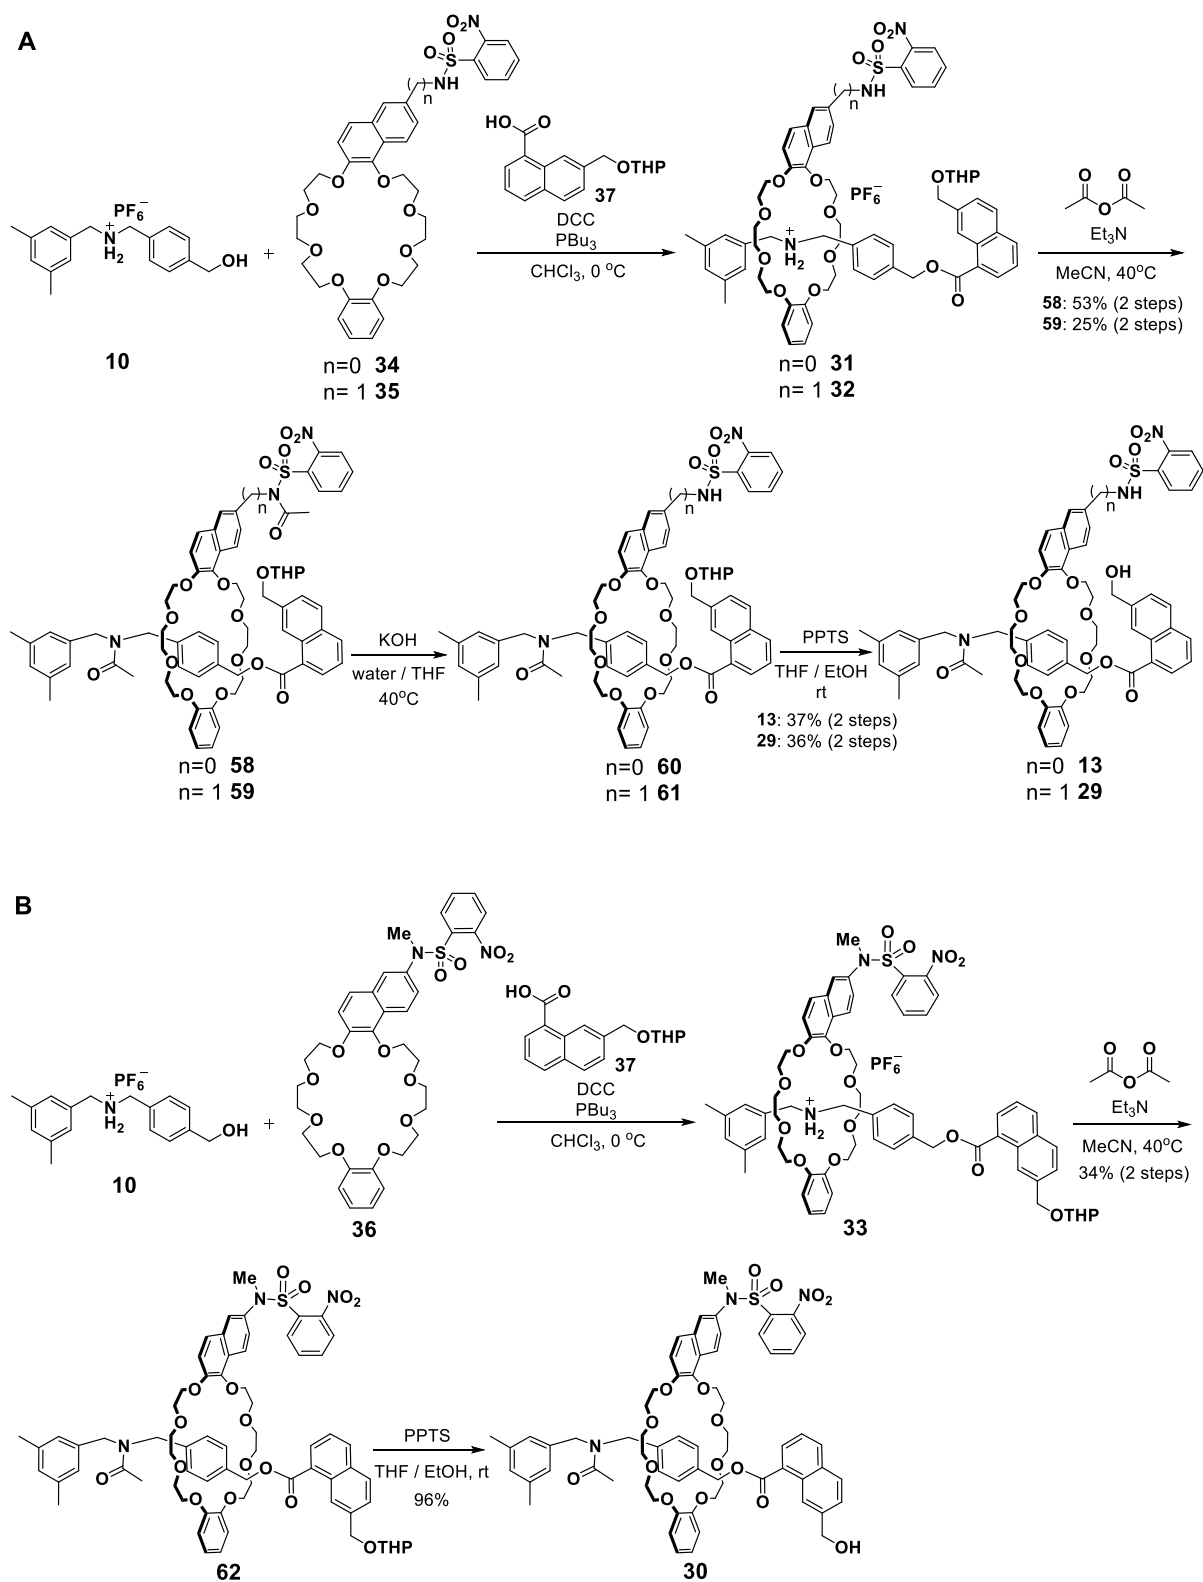 A
O2N
O
O
S
NH
n
HO
O
OTHP
37
DCC
PBu3
CHCl3, 0 oC
PF6−
+
N
H2
OH
+
O
O
O
O
O
O
O
O
10
n=0 34
n= 1 35
O2N
O
O
S
NH
n
O
O
O
O
O
O
O
O
PF6−
+
N
H2
OTHP
O
O
n=0 31
n= 1 32
O
O
O
Et3N
MeCN, 40oC
58: 53% (2 steps)
59: 25% (2 steps)
O2N
O
O
S
N
n
O
O
O
O
O
O
O
O
O
OTHP
N
O
O
O
n=0 58
n= 1 59
KOH
water / THF
40oC
O2N
O
O
S
NH
n
O
O
O
O
O
O
O
O
OTHP
N
O
O
O
n=0 60
n= 1 61
PPTS
THF / EtOH
rt
13: 37% (2 steps)
29: 36% (2 steps)
O2N
O
O
S
NH
n
O
O
O
O
O
O
O
O
OH
N
O
O
O
n=0 13
n= 1 29
B
PF6−
+
N
H2
OH
10
+
Me
N
S
O
O
NO2
O
O
O
O
O
O
O
O
36
HO
O
OTHP
37
DCC
PBu3
CHCl3, 0 oC
Me
N
S
O
O
NO2
O
O
O
O
O
O
O
O
PF6−
+
N
H2
O
O
OTHP
33
O
O
O
Et3N
MeCN, 40oC
34% (2 steps)
Me
N
S
O
O
NO2
O
O
O
O
O
O
O
O
N
O
O
O
OTHP
62
PPTS
THF / EtOH, rt
96%
Me
N
S
O
O
NO2
O
O
O
O
O
O
O
O
N
O
O
O
OH
30